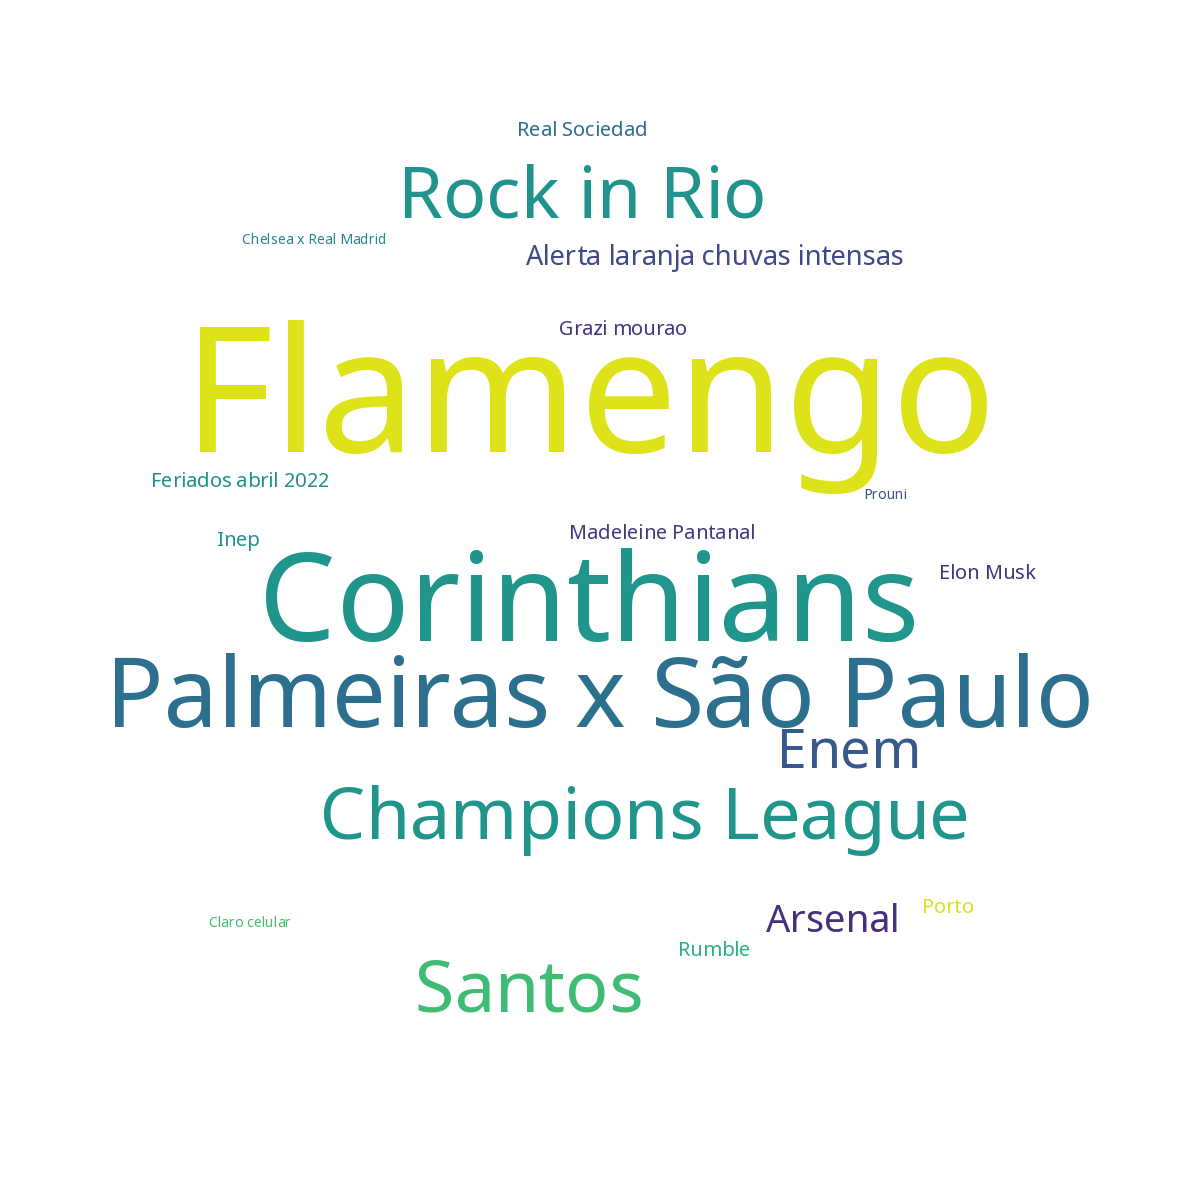 Real Sociedad
Rock in Rio
Chelsea x Real Madrid
Alerta laranja chuvas intensas
Grazi mourao
Flamengo
Feriados abril 2022
Prouni
Madeleine Pantanal
Inep
Elon Musk
Corinthians
Palmeiras x São Paulo
Enem
Champions League
Porto
Arsenal
Claro celular
Rumble
Santos